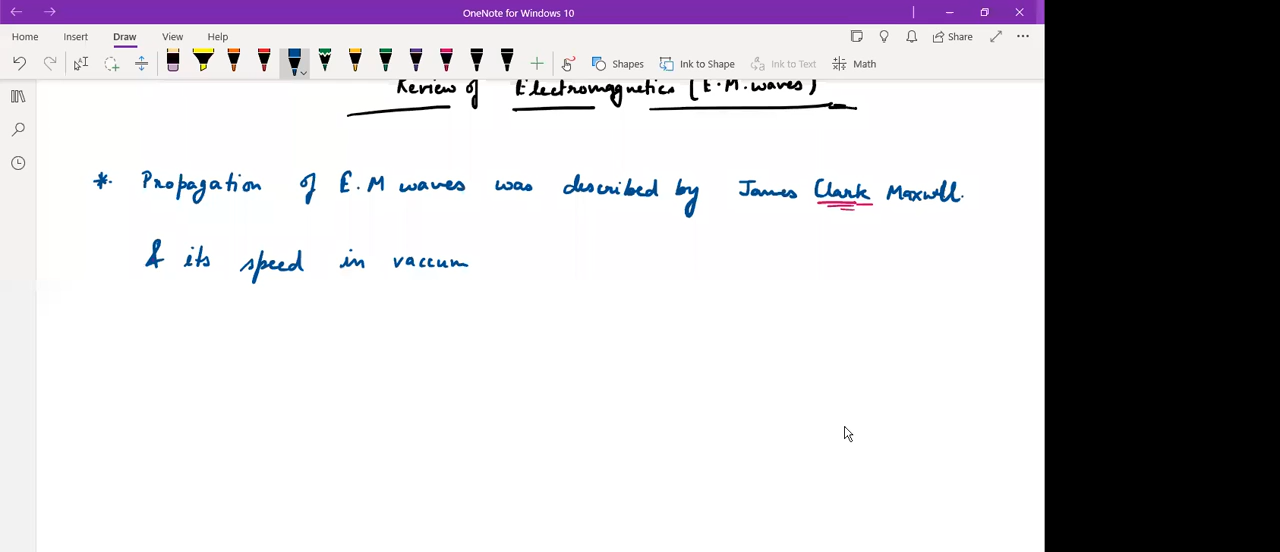 OneNote for Windows 10
Home Insert Draw View Help
Share
Shapes Ink to Shape Ink to Text Math
Review of Electromagnetics (E.M.waves)
*. Propagation of E.M waves was described by James Clark Maxwell.
& its speed in vaccum